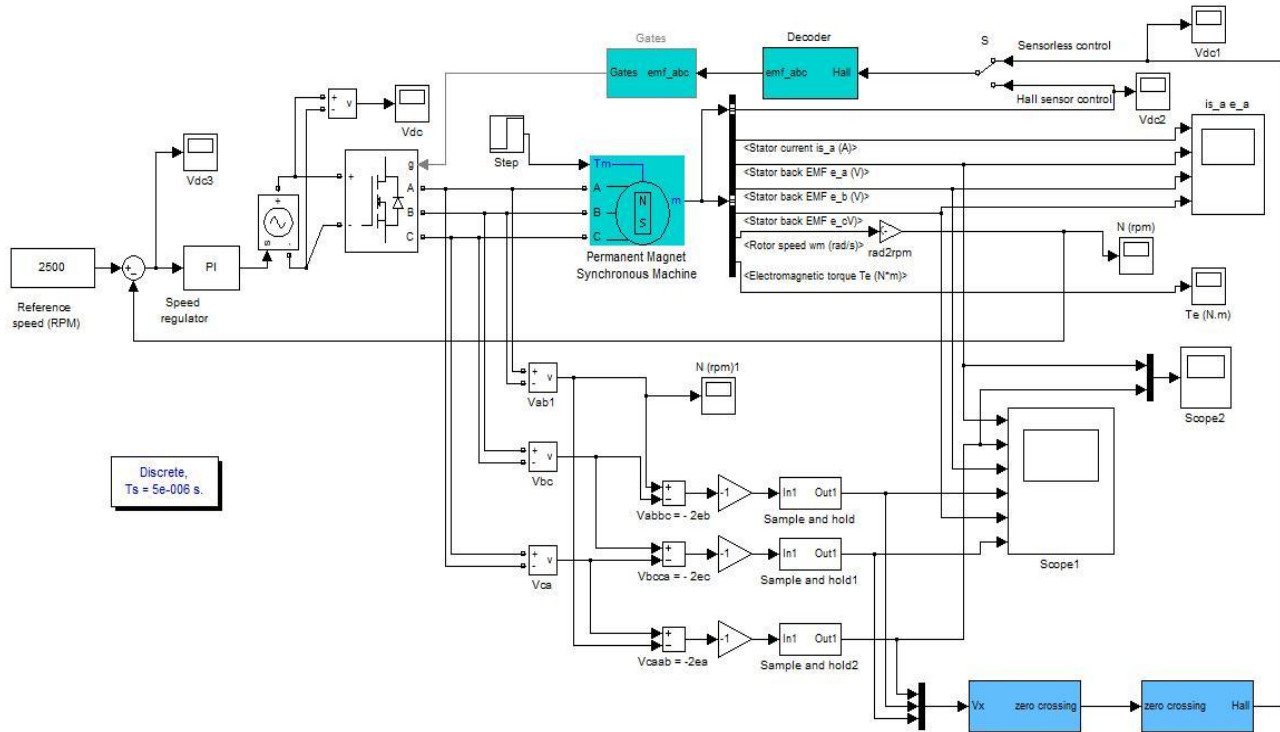 Gates
Gates emf_abc
Decoder
emf_abc Hall
S
Sensorless control
Hall sensor control
Vdc1
Vdc2
is_a e_a
+
-
v
Vdc
Vdc3
Step
+
-
g
A
B
C
Tm
A
B
C
N
S
m
Permanent Magnet
Synchronous Machine
<Stator current is_a (A)>
<Stator back EMF e_a (V)>
<Stator back EMF e_b (V)>
<Stator back EMF e_cV)>
<Rotor speed wm (rad/s)>
<Electromagnetic torque Te (N*m)>
rad2rpm
N (rpm)
Te (N.m)
2500
Reference
speed (RPM)
+
-
PI
Speed
regulator
+
s
-
+
-
v
Vab1
N (rpm)1
+
-
v
Vbc
+
-
v
Vca
Discrete,
Ts = 5e-006 s.
+
-
Vabbc = - 2eb
-1
In1 Out1
Sample and hold
+
-
Vbcca = - 2ec
-1
In1 Out1
Sample and hold1
+
-
Vcaab = -2ea
-1
In1 Out1
Sample and hold2
Scope2
Scope1
Vx zero crossing
zero crossing Hall